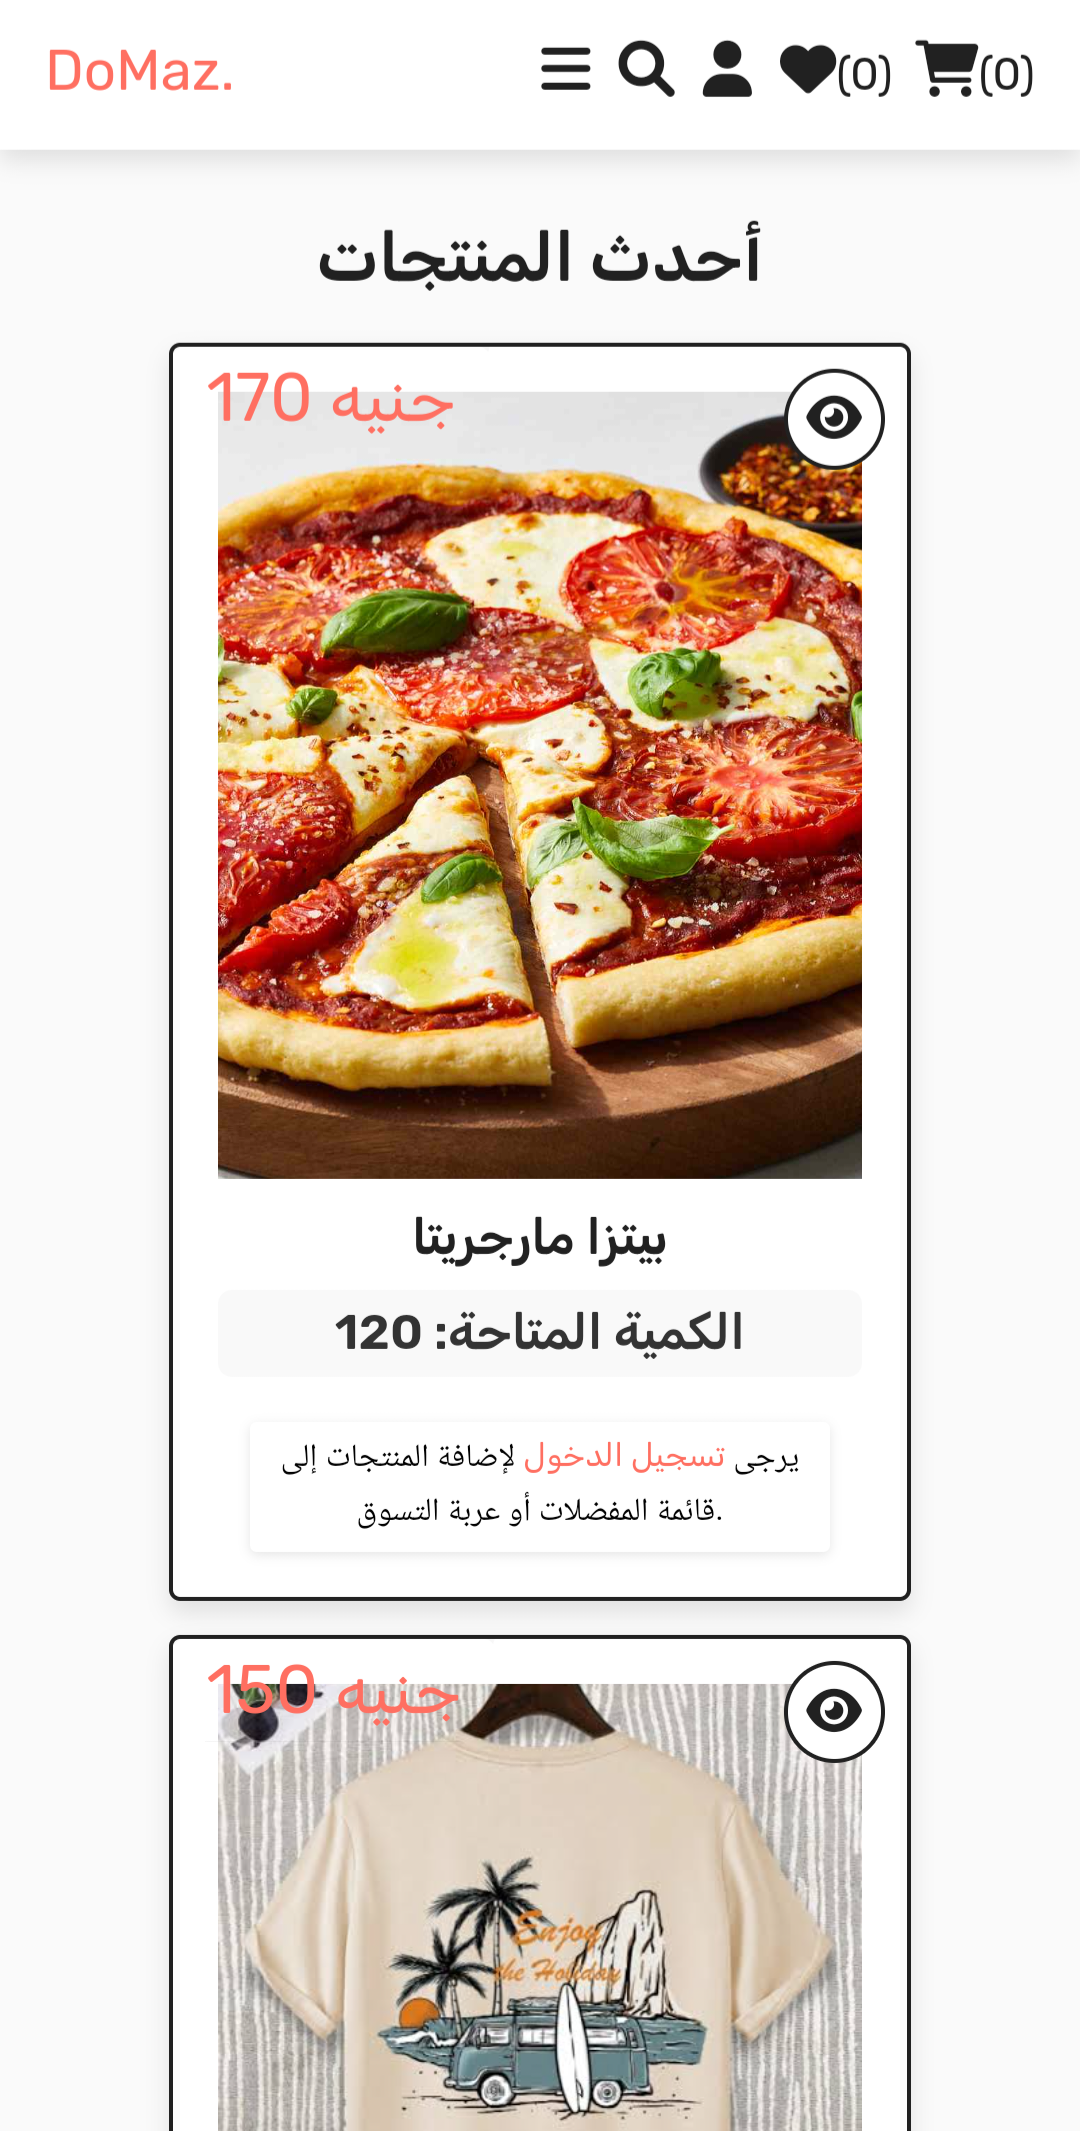 DoMaz.
(0)
(0)
أحدث المنتجات
170 جنيه
بيتزا مارجريتا
الكمية المتاحة: 120
يرجى تسجيل الدخول لإضافة المنتجات إلى
قائمة المفضلات أو عربة التسوق.
150 جنيه
Enjoy
the Holiday